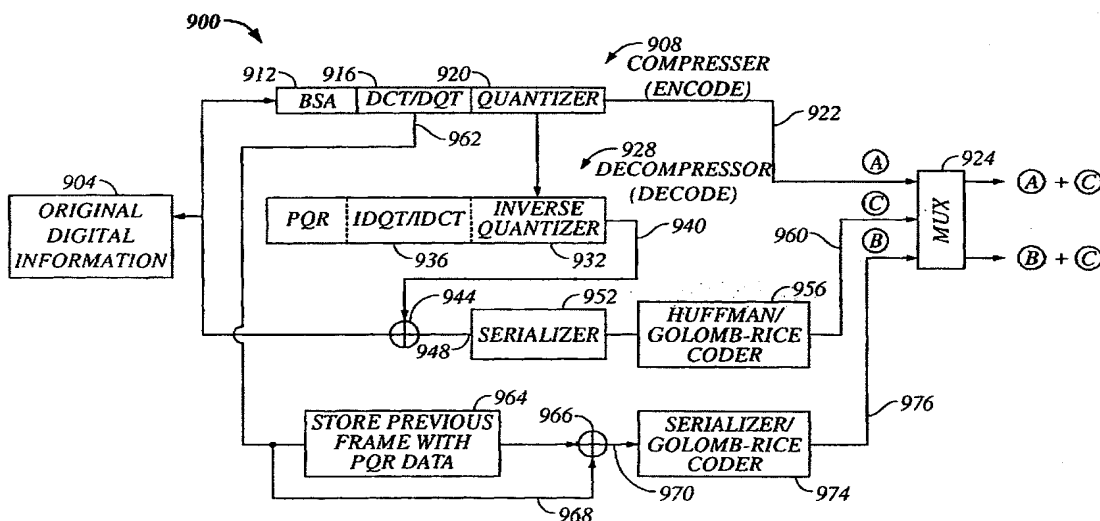 900
908
COMPRESSER
(ENCODE)
912
916
920
BSA
DCT/DQT
QUANTIZER
922
962
928
DECOMPRESSOR
(DECODE)
904
ORIGINAL
DIGITAL
INFORMATION
PQR
IDQT/IDCT
INVERSE
QUANTIZER
936
932
940
960
A
C
B
924
MUX
A + C
B + C
944
948
952
SERIALIZER
956
HUFFMAN/
GOLOMB-RICE
CODER
964
STORE PREVIOUS
FRAME WITH
PQR DATA
966
968
970
SERIALIZER/
GOLOMB-RICE
CODER
974
976